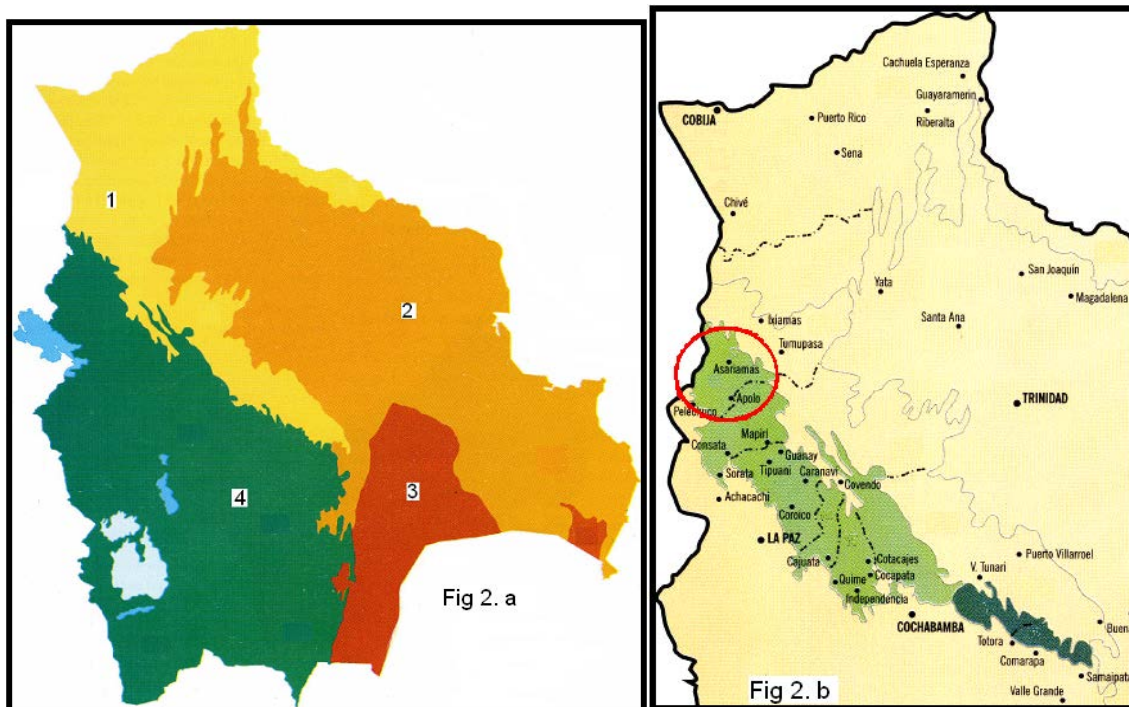 1
2
3
4
Fig 2. a
Cachuela Esperanza
Guayaramerin
COBIJA
Puerto Rico
Riberalta
Sena
Chivé
San Joaquín
Yata
Magadalena
Ixiamas
Santa Ana
Tumupasa
Asariamas
Apolo
TRINIDAD
Pelechuco
Mapiri
Consata
Guanay
Tipuani
Caranavi
Sorata
Covendo
Achacachi
Coroico
LA PAZ
Puerto Villarroel
Cajuata
Cotacajes
V. Tunari
Quime
Cocapata
Independencia
COCHABAMBA
Buen
Totora
Comarapa
Samaipata
Fig 2. b
Valle Grande